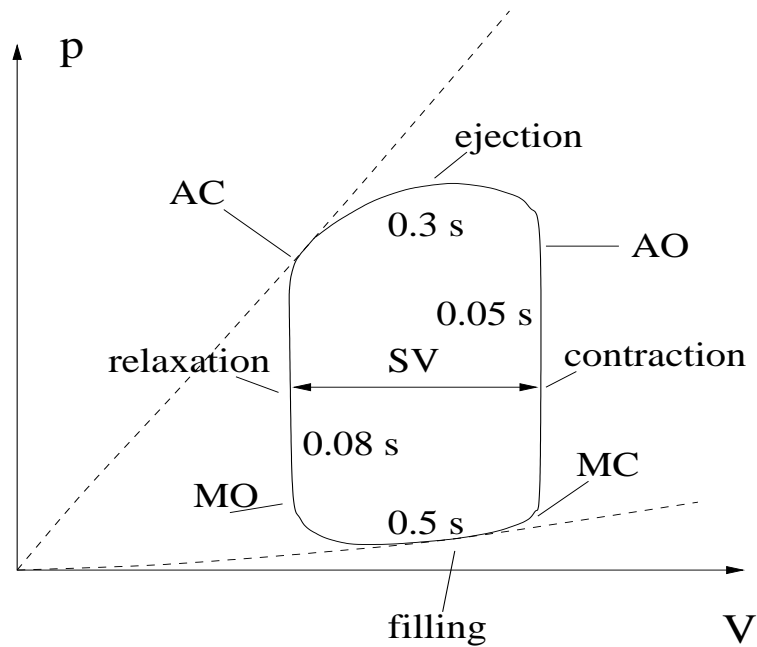 p
ejection
AC
0.3 s
AO
0.05 s
relaxation
SV
contraction
0.08 s
MC
MO
0.5 s
filling
V